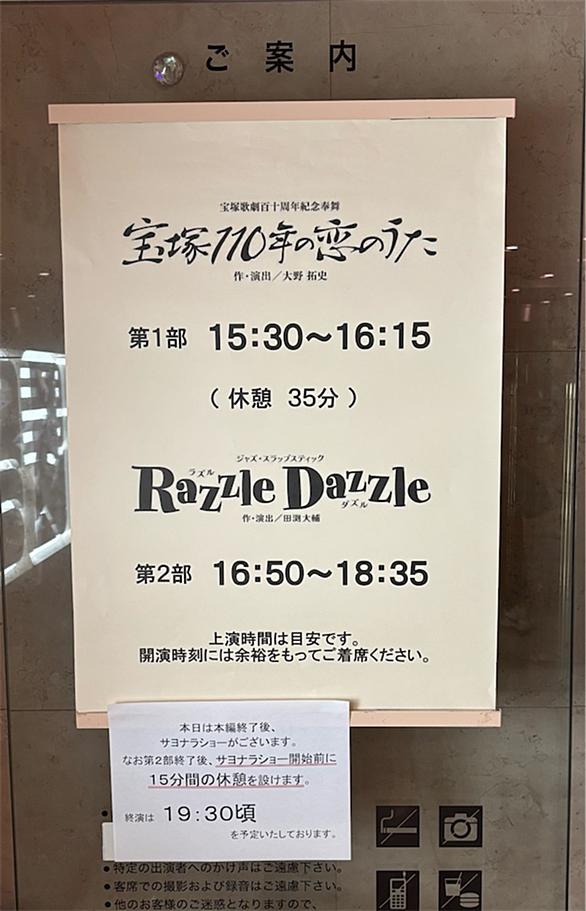 ご案内
宝塚歌劇百十周年紀念奉舞
宝塚110年の恋のうた
作・演出／大野 拓史
第1部 15:30～16:15
（ 休憩 35分 ）
ジャズ・スラップスティック
ラズル
Razzle Dazzle
ダズル
作・演出／田渕大輔
第2部 16:50～18:35
上演時間は目安です。
開演時刻には余裕をもってご着席ください。
本日は本編終了後、
サヨナラショーがございます。
なお第2部終了後、サヨナラショー開始前に
15分間の休憩を設けます。
終演は 19:30頃
を予定いたしております。
●特定の出演者へのかけ声はご遠慮下さい。
●客席での撮影および録音はご遠慮下さい。
●他のお客様のご迷惑となりますので、